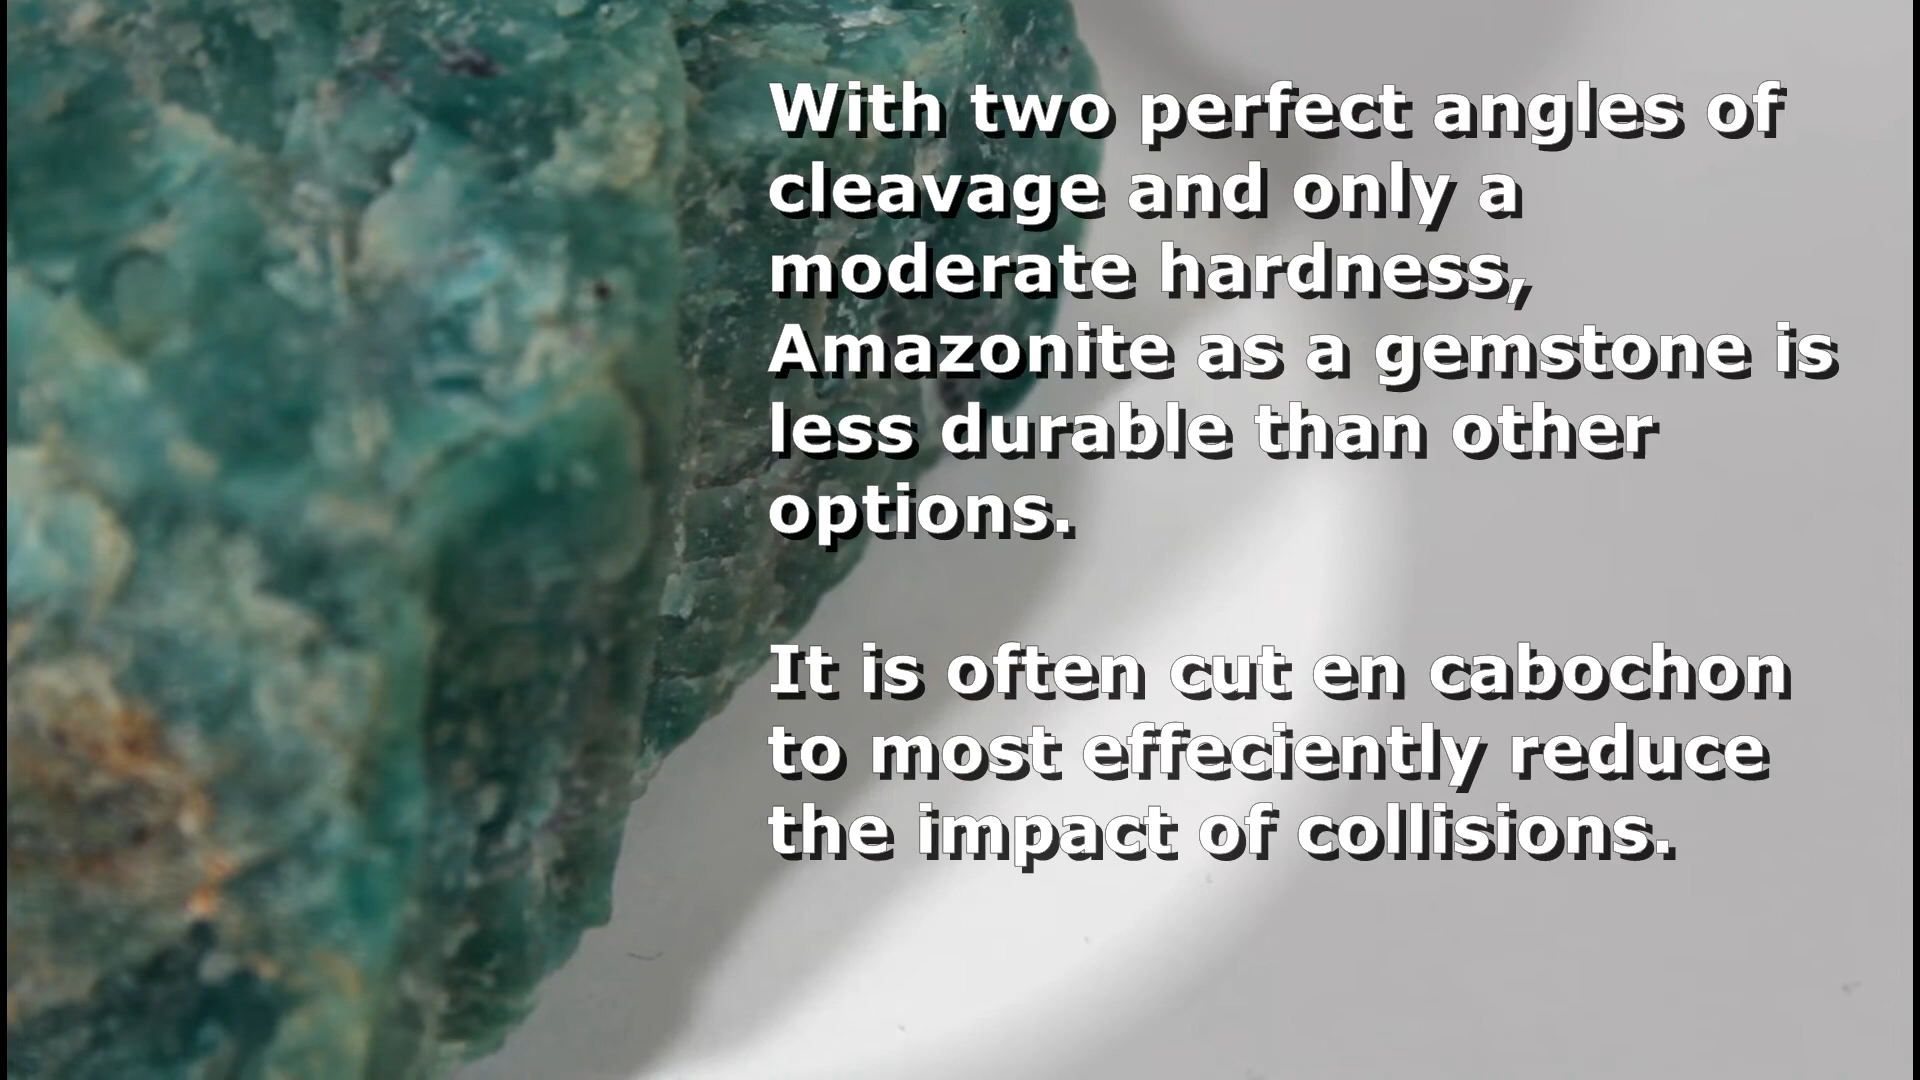 With two perfect angles of
cleavage and only a
moderate hardness,
Amazonite as a gemstone is
less durable than other
options.
It is often cut en cabochon
to most effeciently reduce
the impact of collisions.